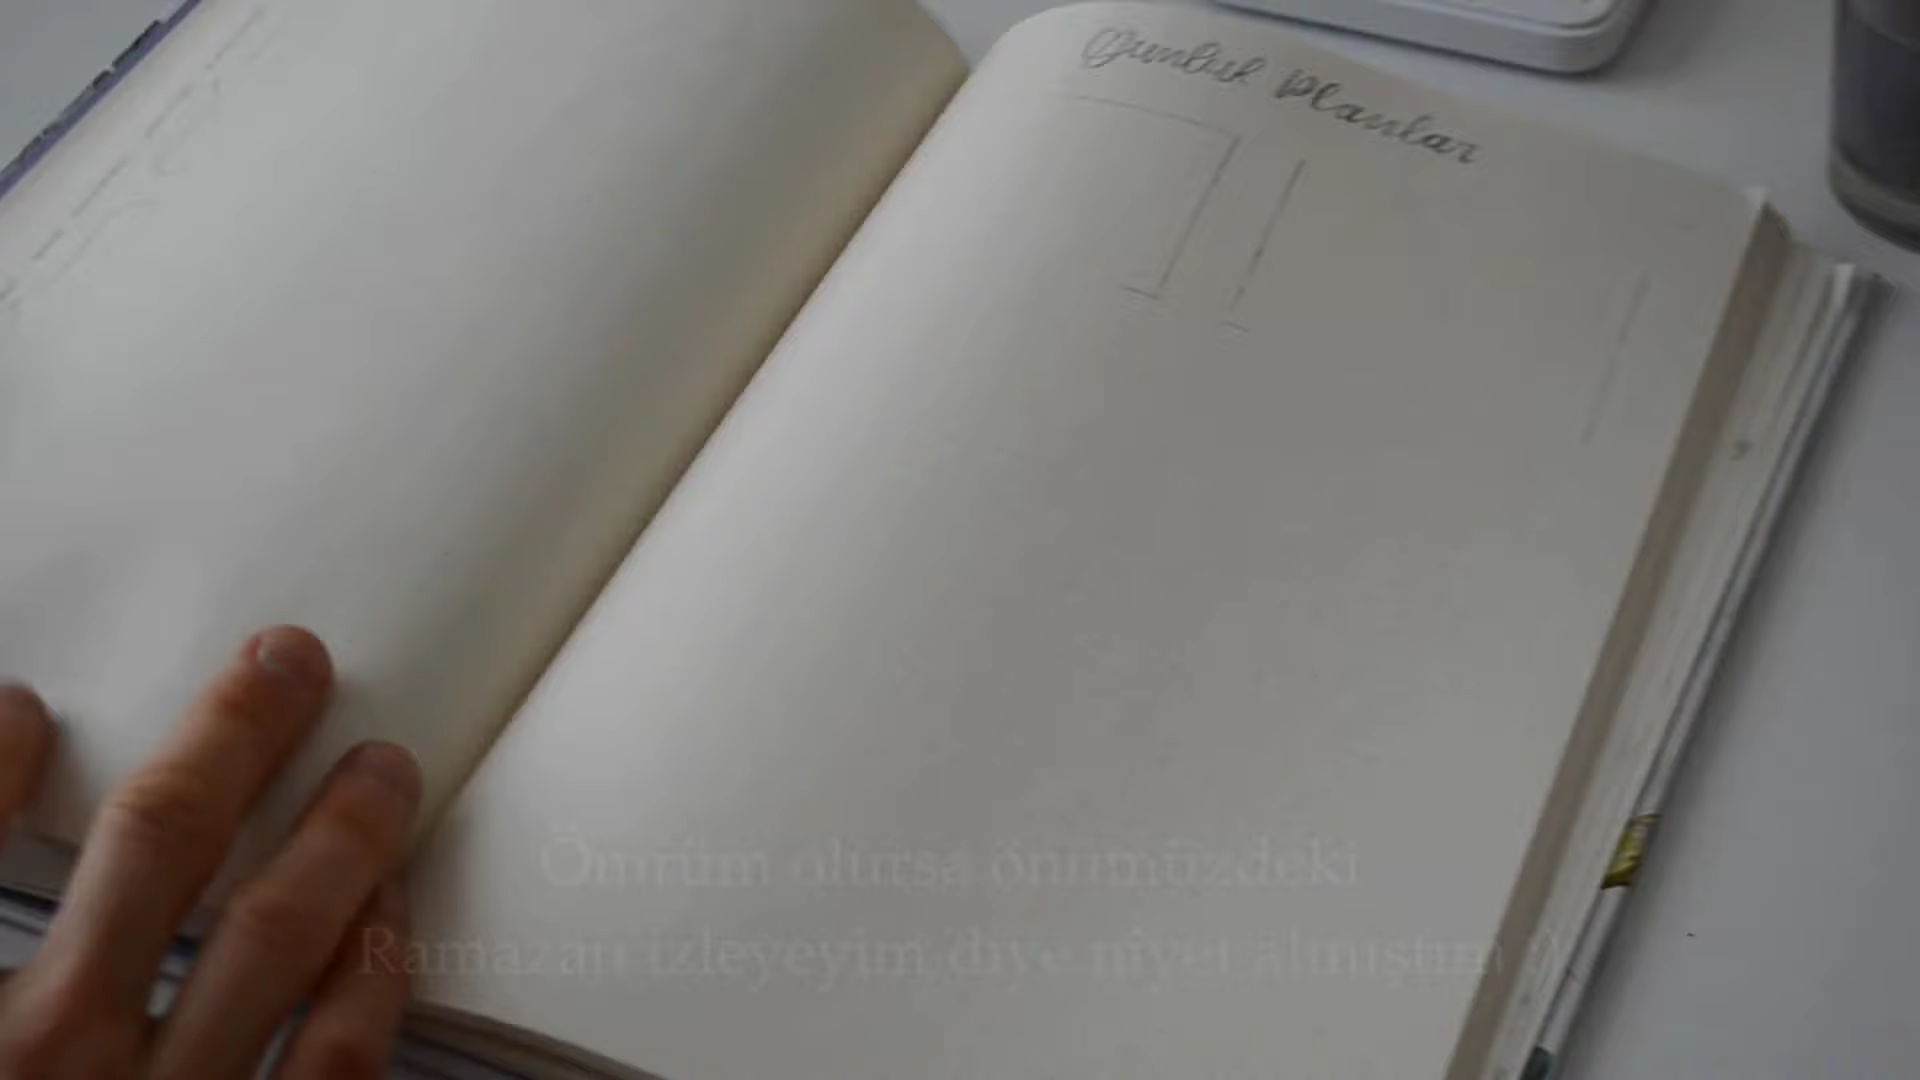 Günlük Planlar
Ömrüm olursa önümüzdeki
Ramazan izleyeyim diye niyet almıştım